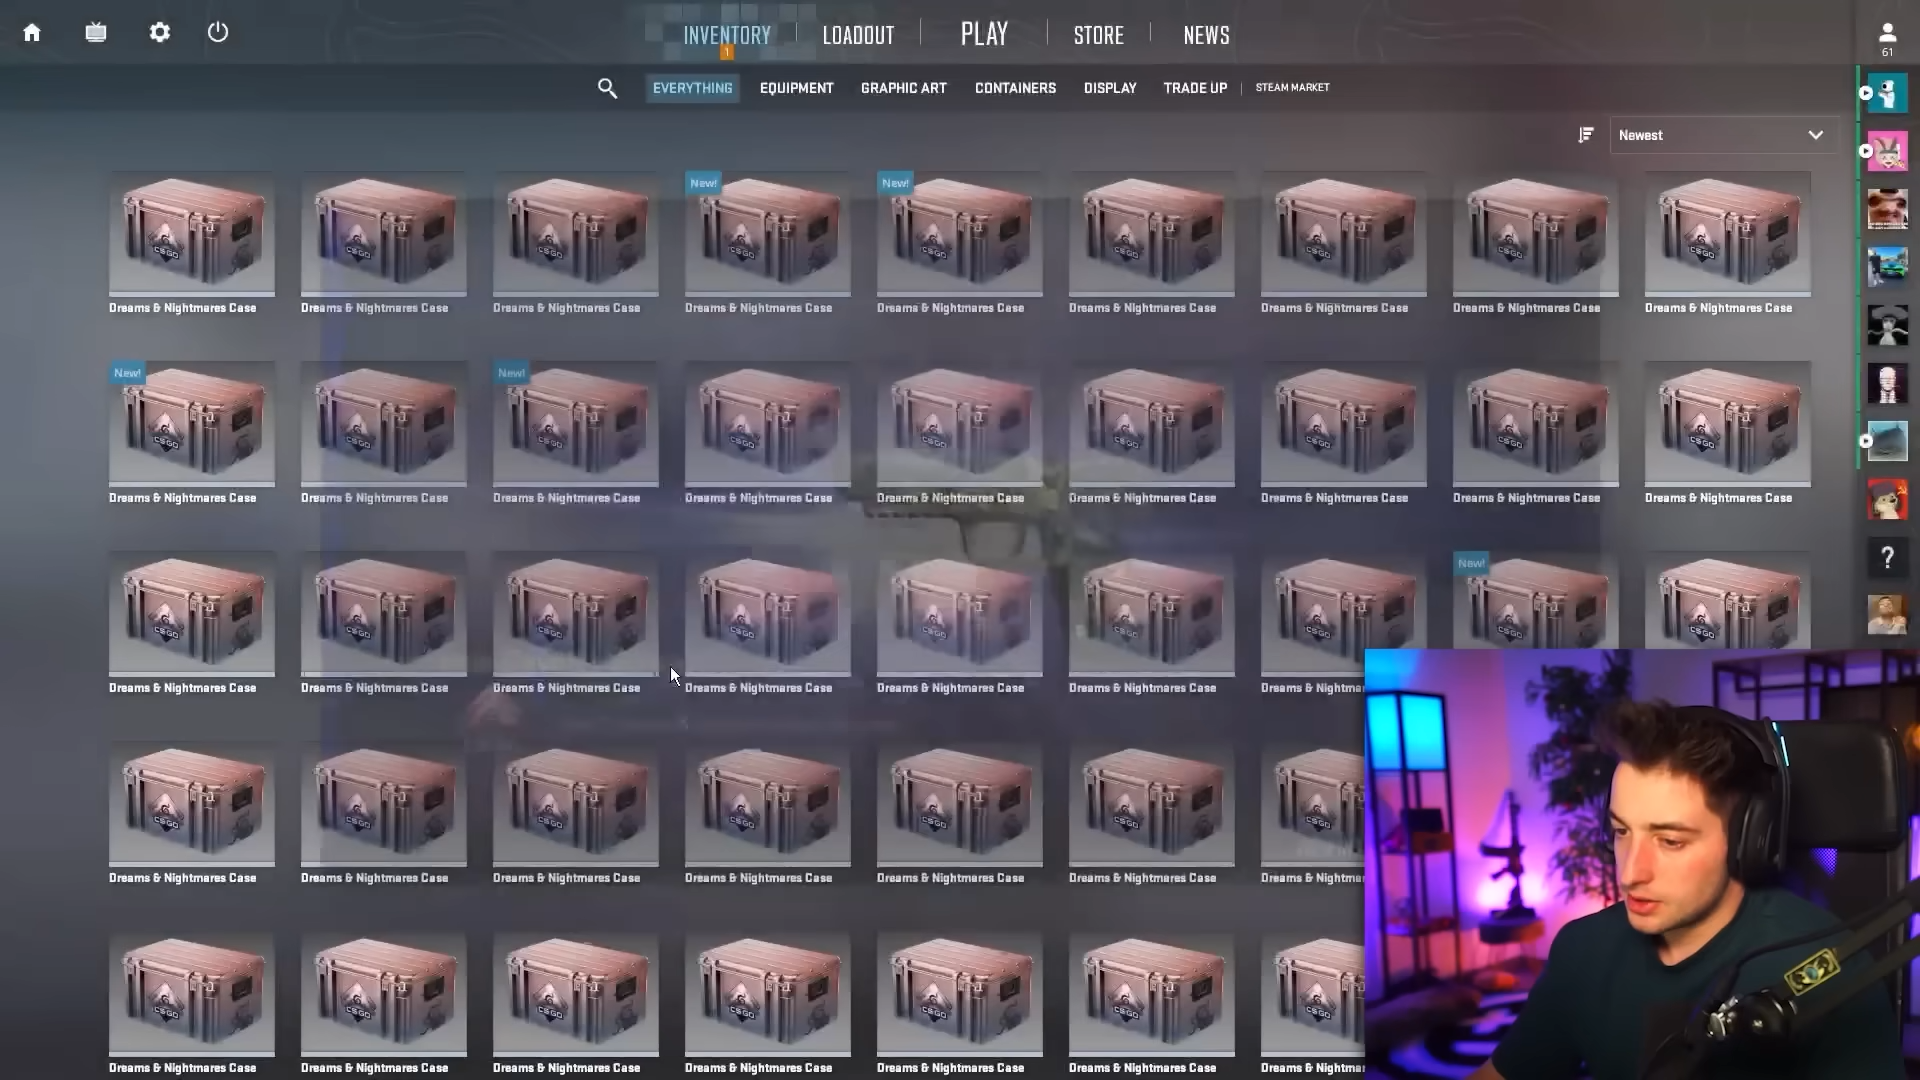 INVENTORY LOADOUT PLAY STORE NEWS
1
61
EVERYTHING EQUIPMENT GRAPHIC ART CONTAINERS DISPLAY TRADE UP STEAM MARKET
Newest
New! New!
Dreams & Nightmares Case Dreams & Nightmares Case Dreams & Nightmares Case Dreams & Nightmares Case Dreams & Nightmares Case Dreams & Nightmares Case Dreams & Nightmares Case Dreams & Nightmares Case Dreams & Nightmares Case
New! New!
Dreams & Nightmares Case Dreams & Nightmares Case Dreams & Nightmares Case Dreams & Nightmares Case Dreams & Nightmares Case Dreams & Nightmares Case Dreams & Nightmares Case Dreams & Nightmares Case Dreams & Nightmares Case
?
New!
Dreams & Nightmares Case Dreams & Nightmares Case Dreams & Nightmares Case Dreams & Nightmares Case Dreams & Nightmares Case Dreams & Nightmares Case Dreams & Nightma
Dreams & Nightmares Case Dreams & Nightmares Case Dreams & Nightmares Case Dreams & Nightmares Case Dreams & Nightmares Case Dreams & Nightmares Case Dreams & Nightma
Dreams & Nightmares Case Dreams & Nightmares Case Dreams & Nightmares Case Dreams & Nightmares Case Dreams & Nightmares Case Dreams & Nightmares Case Dreams & Nightma